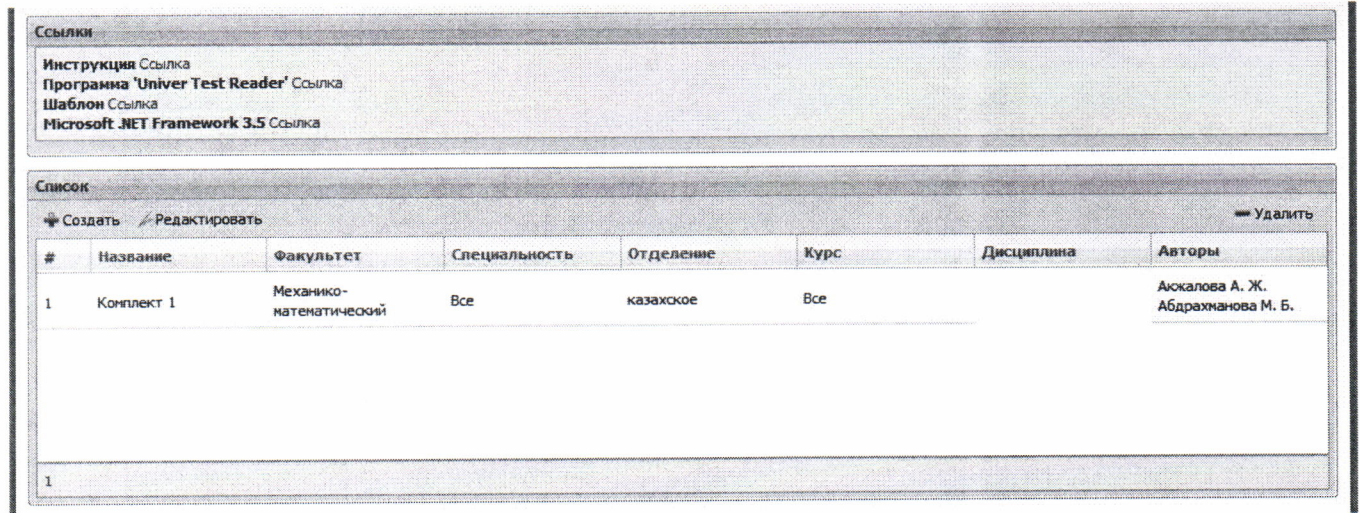 Ссылки
Инструкция Ссылка
Программа 'Univer Test Reader' Ссылка
Шаблон Ссылка
Microsoft .NET Framework 3.5 Ссылка
Список
Создать Редактировать Удалить
# Название Факультет Специальность Отделение Курс Дисциплина Авторы
1 Комплект 1 Механико-математический Все казахское Все Акжалова А. Ж.
Абдрахманова М. Б.
1